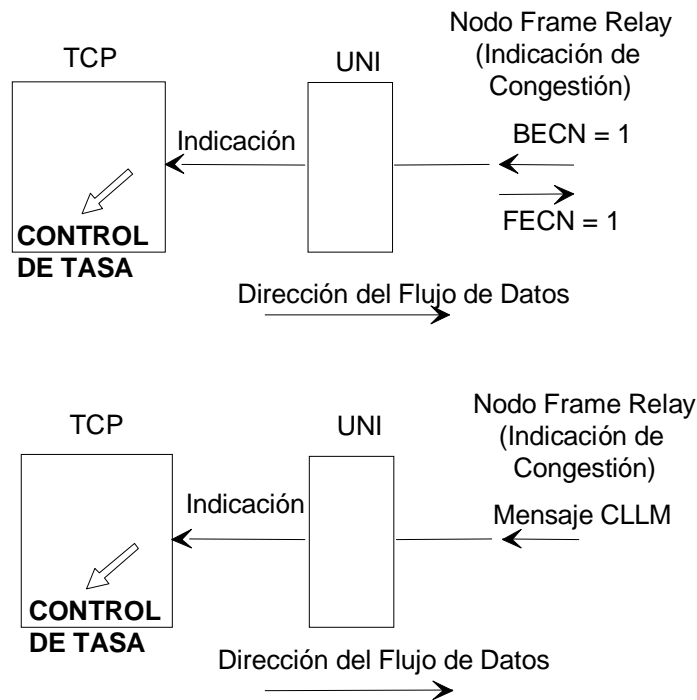 TCP
UNI
Nodo Frame Relay
(Indicación de
Congestión)
Indicación
BECN = 1
FECN = 1
CONTROL
DE TASA
Dirección del Flujo de Datos
TCP
UNI
Nodo Frame Relay
(Indicación de
Congestión)
Indicación
Mensaje CLLM
CONTROL
DE TASA
Dirección del Flujo de Datos